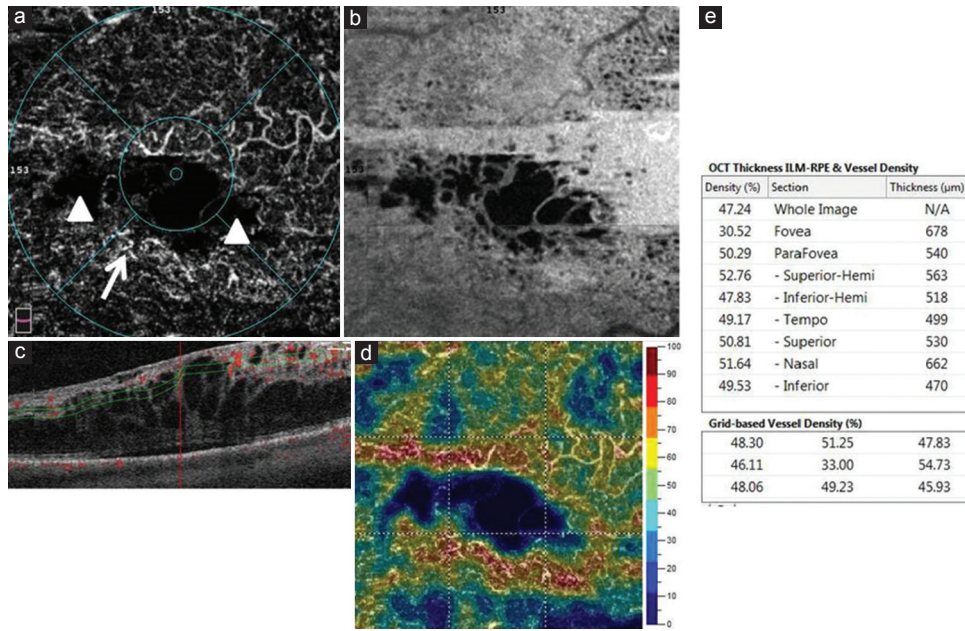 a
153
153
b
153
153
c
d
100
90
80
70
60
50
40
30
20
10
0
e
OCT Thickness ILM-RPE & Vessel Density
Density (%) Section Thickness (µm)
47.24 Whole Image N/A
30.52 Fovea 678
50.29 ParaFovea 540
52.76 - Superior-Hemi 563
47.83 - Inferior-Hemi 518
49.17 - Tempo 499
50.81 - Superior 530
51.64 - Nasal 662
49.53 - Inferior 470
Grid-based Vessel Density (%)
48.30 51.25 47.83
46.11 33.00 54.73
48.06 49.23 45.93